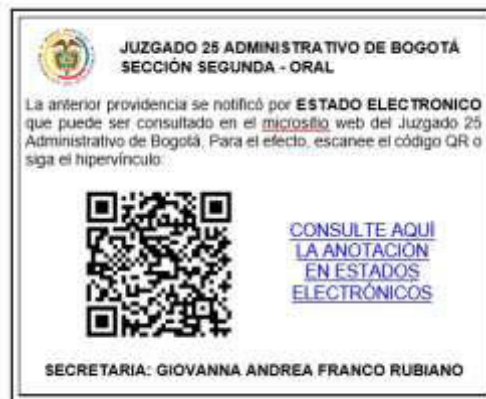 JUZGADO 25 ADMINISTRATIVO DE BOGOTÁ
SECCIÓN SEGUNDA - ORAL
La anterior providencia se notificó por ESTADO ELECTRONICO
que puede ser consultado en el micrositio web del Juzgado 25
Administrativo de Bogotá. Para el efecto, escanee el código QR o
siga el hipervínculo:
CONSULTE AQUÍ
LA ANOTACIÓN
EN ESTADOS
ELECTRÓNICOS
SECRETARIA: GIOVANNA ANDREA FRANCO RUBIANO